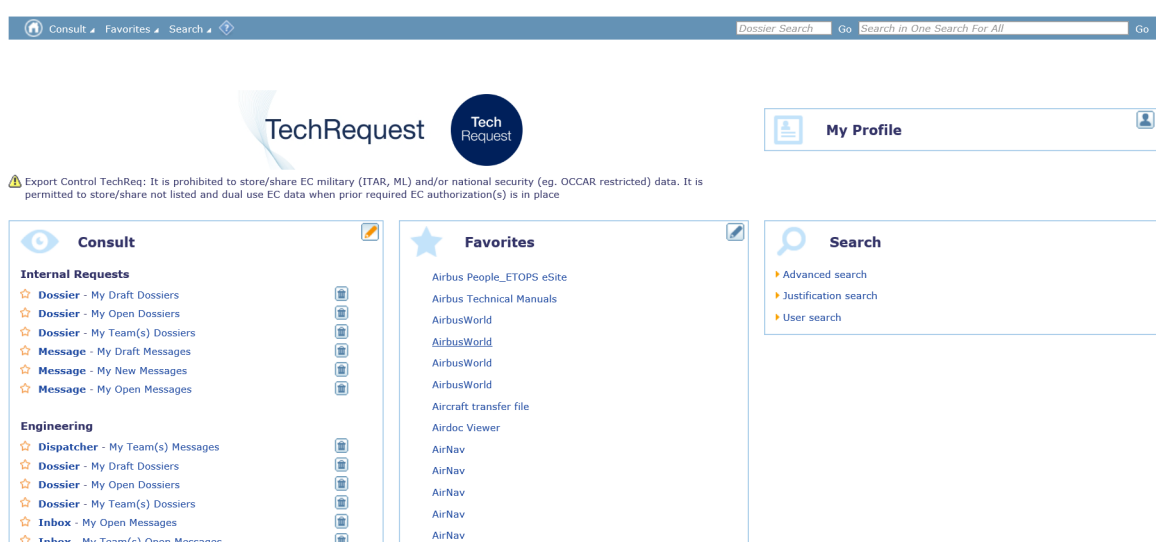 Consult Favorites Search ? Dossier Search Go Search in One Search For All Go
TechRequest
Tech
Request
My Profile
Export Control TechReq: It is prohibited to store/share EC military (ITAR, ML) and/or national security (eg. OCCAR restricted) data. It is
permitted to store/share not listed and dual use EC data when prior required EC authorization(s) is in place
Consult
Internal Requests
Dossier - My Draft Dossiers
Dossier - My Open Dossiers
Dossier - My Team(s) Dossiers
Message - My Draft Messages
Message - My New Messages
Message - My Open Messages
Engineering
Dispatcher - My Team(s) Messages
Dossier - My Draft Dossiers
Dossier - My Open Dossiers
Dossier - My Team(s) Dossiers
Inbox - My Open Messages
Inbox - My Team(s) Open Messages
Favorites
Airbus People_ETOPS eSite
Airbus Technical Manuals
AirbusWorld
AirbusWorld
AirbusWorld
AirbusWorld
Aircraft transfer file
Airdoc Viewer
AirNav
AirNav
AirNav
AirNav
AirNav
Search
Advanced search
Justification search
User search